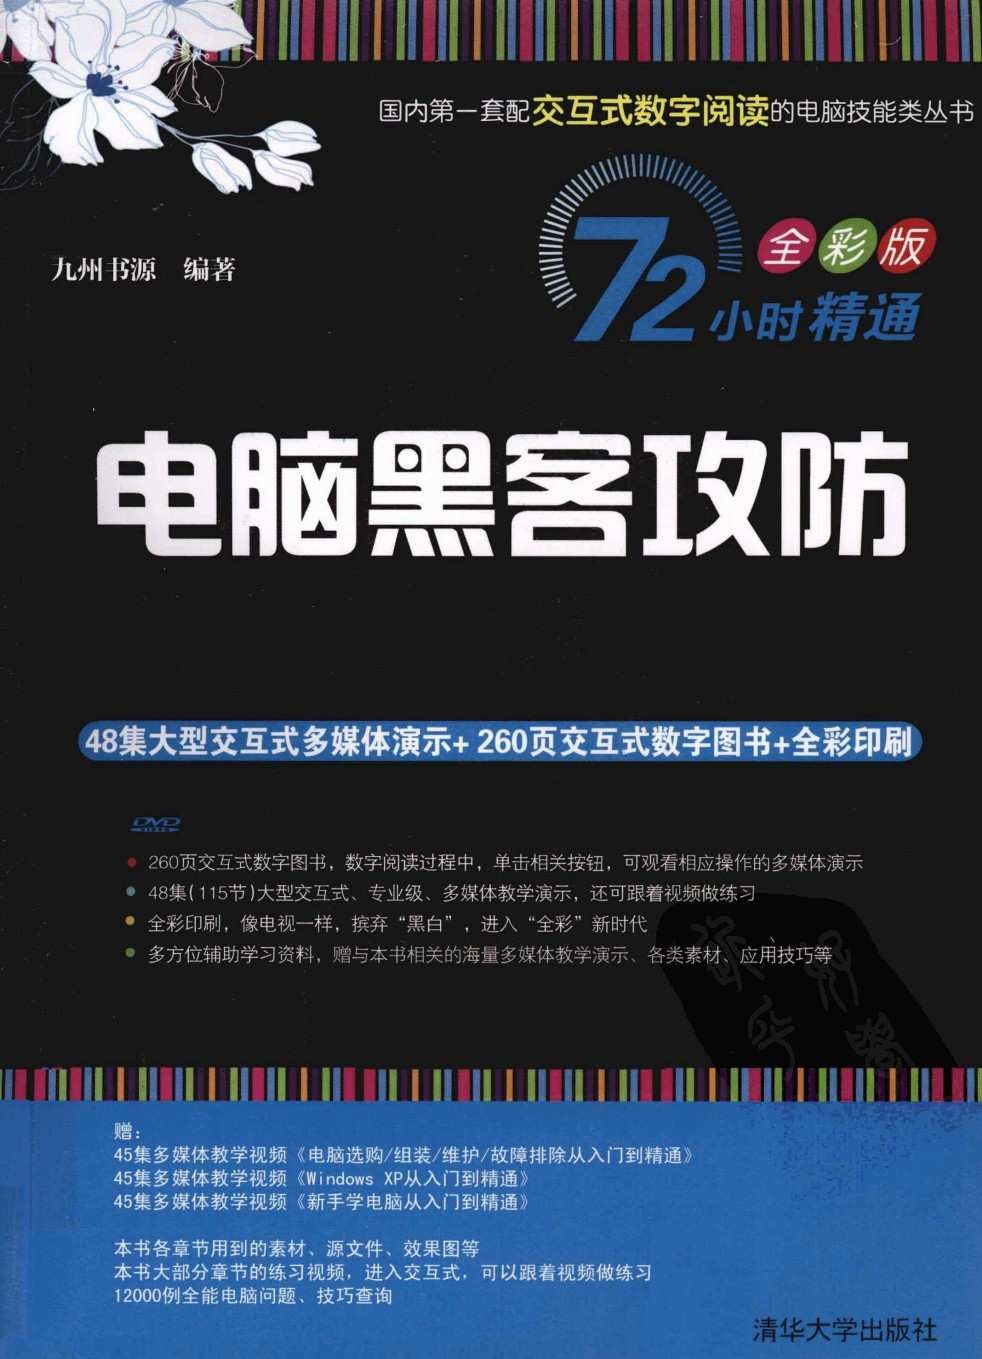 国内第一套配交互式数字阅读的电脑技能类丛书
九州书源 编著
72小时精通
全彩版
电脑黑客攻防
48集大型交互式多媒体演示+260页交互式数字图书+全彩印刷
DVD
VIDEO
● 260页交互式数字图书，数字阅读过程中，单击相关按钮，可观看相应操作的多媒体演示
● 48集(115节)大型交互式、专业级、多媒体教学演示，还可跟着视频做练习
● 全彩印刷，像电视一样，摈弃“黑白”，进入“全彩”新时代
● 多方位辅助学习资料，赠与本书相关的海量多媒体教学演示、各类素材、应用技巧等
赠：
45集多媒体教学视频《电脑选购/组装/维护/故障排除从入门到精通》
45集多媒体教学视频《Windows XP从入门到精通》
45集多媒体教学视频《新手学电脑从入门到精通》
本书各章节用到的素材、源文件、效果图等
本书大部分章节的练习视频，进入交互式，可以跟着视频做练习
12000例全能电脑问题、技巧查询
清华大学出版社